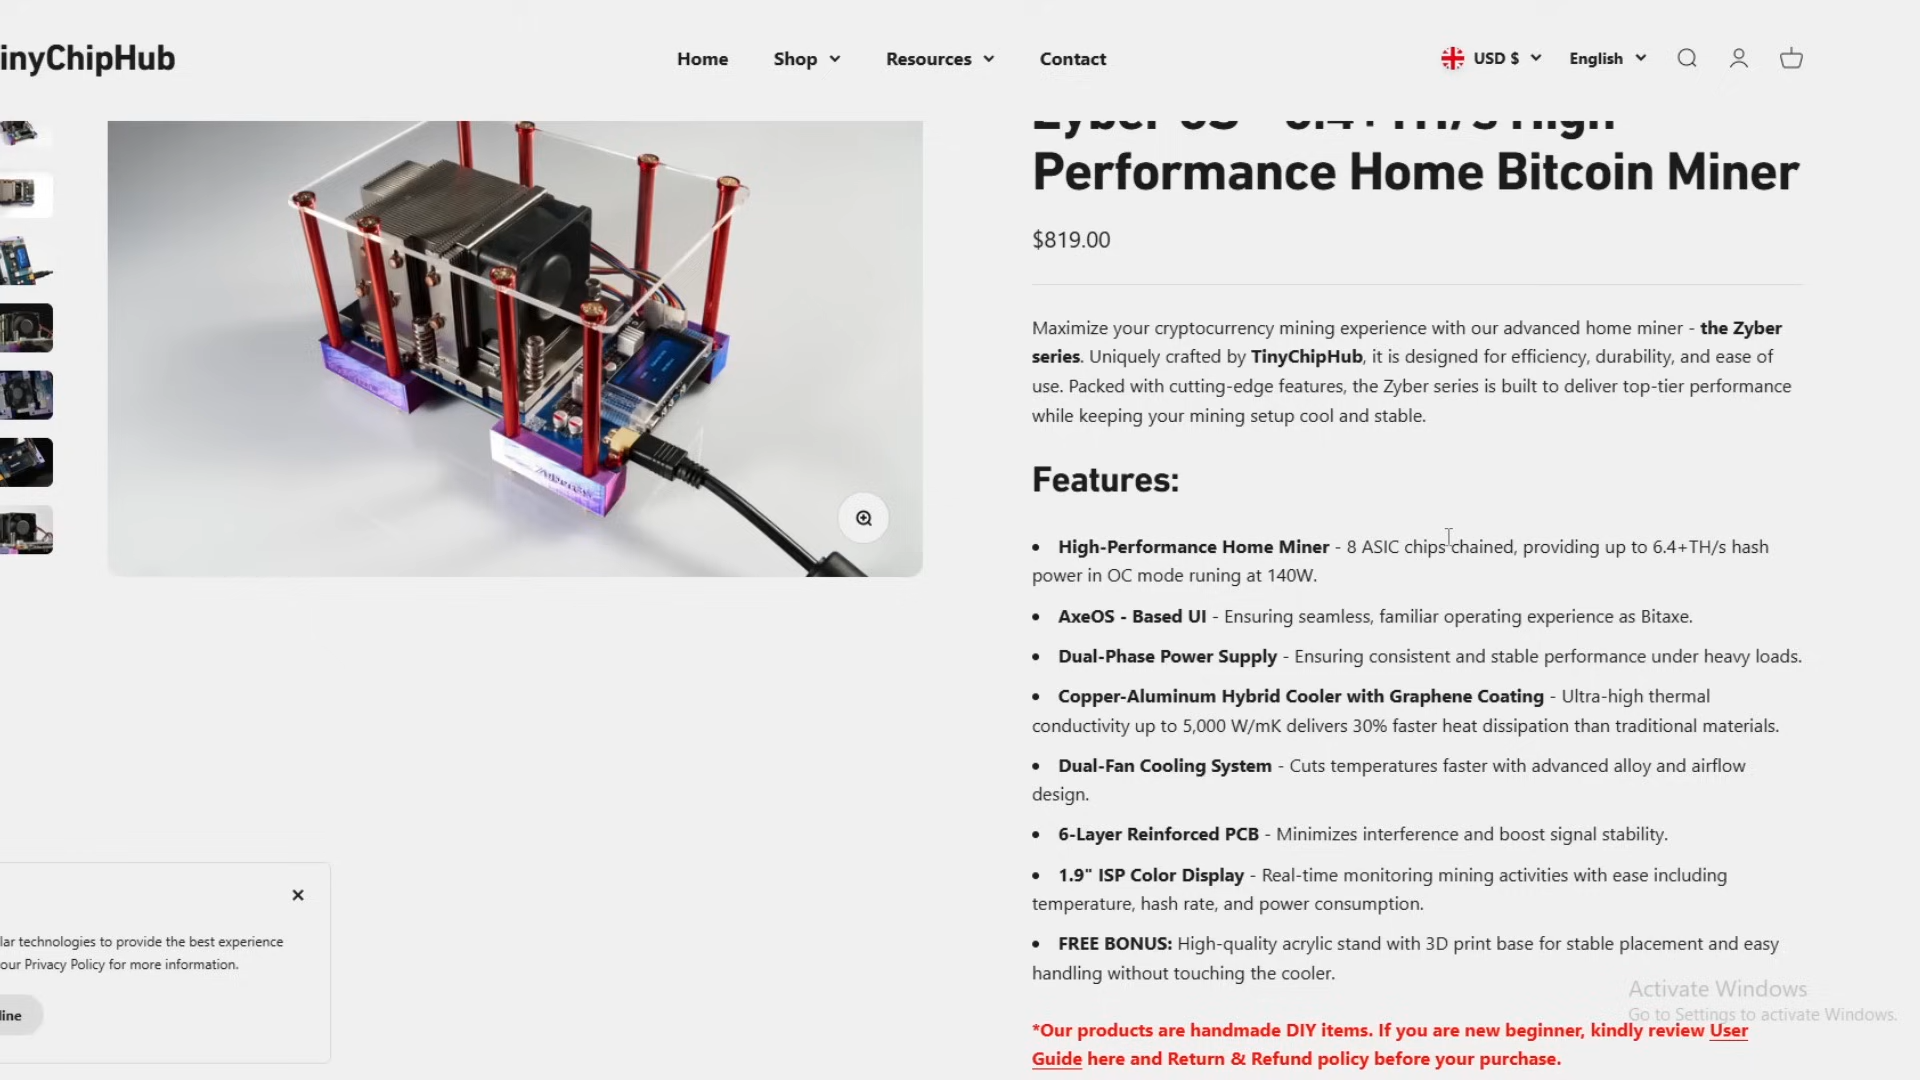 inyChipHub
Home
Shop
Resources
Contact
USD $
English
Performance Home Bitcoin Miner
$819.00
Maximize your cryptocurrency mining experience with our advanced home miner - the Zyber
series. Uniquely crafted by TinyChipHub, it is designed for efficiency, durability, and ease of
use. Packed with cutting-edge features, the Zyber series is built to deliver top-tier performance
while keeping your mining setup cool and stable.
Features:
• High-Performance Home Miner - 8 ASIC chips chained, providing up to 6.4+TH/s hash
power in OC mode runing at 140W.
• AxeOS - Based UI - Ensuring seamless, familiar operating experience as Bitaxe.
• Dual-Phase Power Supply - Ensuring consistent and stable performance under heavy loads.
• Copper-Aluminum Hybrid Cooler with Graphene Coating - Ultra-high thermal
conductivity up to 5,000 W/mK delivers 30% faster heat dissipation than traditional materials.
• Dual-Fan Cooling System - Cuts temperatures faster with advanced alloy and airflow
design.
• 6-Layer Reinforced PCB - Minimizes interference and boost signal stability.
• 1.9" ISP Color Display - Real-time monitoring mining activities with ease including
temperature, hash rate, and power consumption.
• FREE BONUS: High-quality acrylic stand with 3D print base for stable placement and easy
handling without touching the cooler.
*Our products are handmade DIY items. If you are new beginner, kindly review User
Guide here and Return & Refund policy before your purchase.
lar technologies to provide the best experience
our Privacy Policy for more information.
line
Activate Windows
Go to Settings to activate Windows.